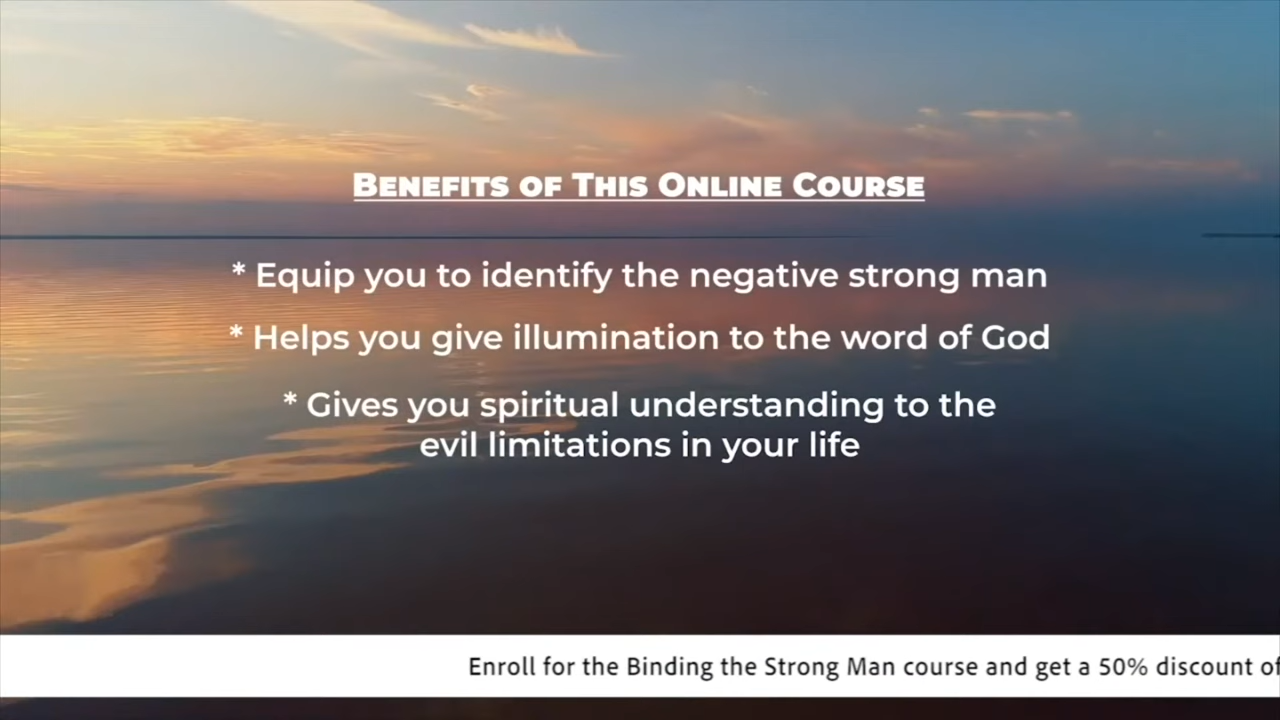 Benefits of This Online Course
* Equip you to identify the negative strong man
* Helps you give illumination to the word of God
* Gives you spiritual understanding to the
evil limitations in your life
Enroll for the Binding the Strong Man course and get a 50% discount of